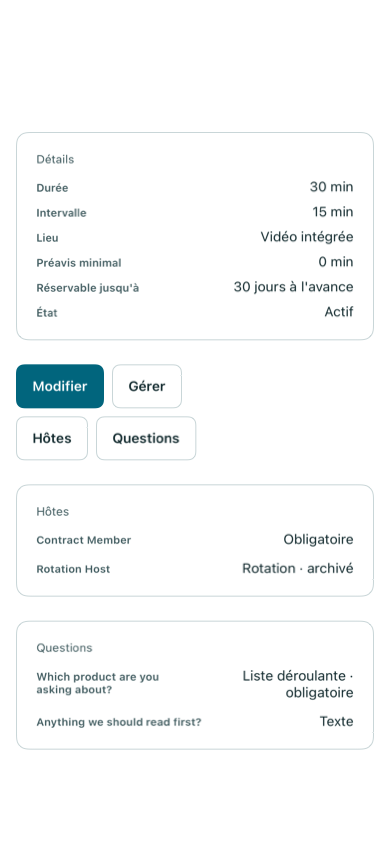 Détails
Durée 30 min
Intervalle 15 min
Lieu Vidéo intégrée
Préavis minimal 0 min
Réservable jusqu'à 30 jours à l'avance
État Actif
Modifier Gérer
Hôtes Questions
Hôtes
Contract Member Obligatoire
Rotation Host Rotation · archivé
Questions
Which product are you asking about? Liste déroulante · obligatoire
Anything we should read first? Texte